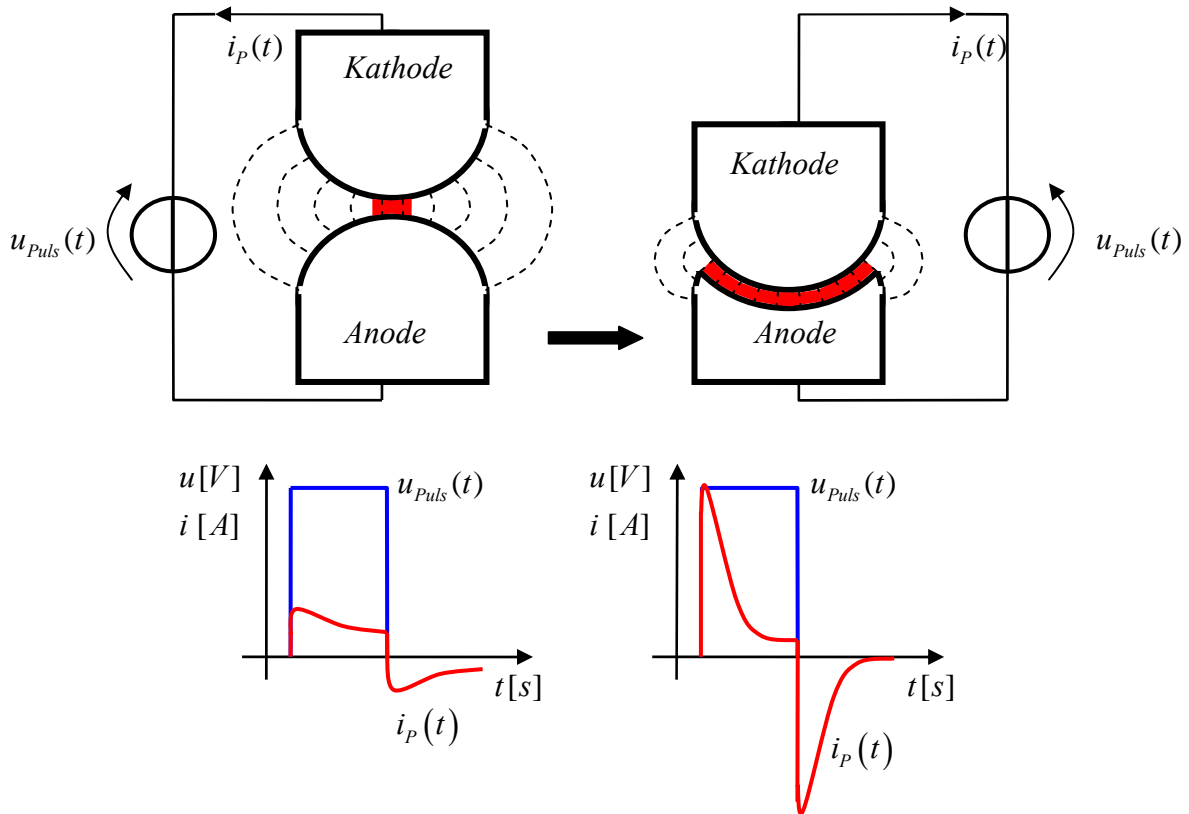 i_P(t)
Kathode
u_Puls(t)
Anode
i_P(t)
Kathode
u_Puls(t)
Anode
u[V]
i[A]
u_Puls(t)
t[s]
i_P(t)
u[V]
i[A]
u_Puls(t)
t[s]
i_P(t)